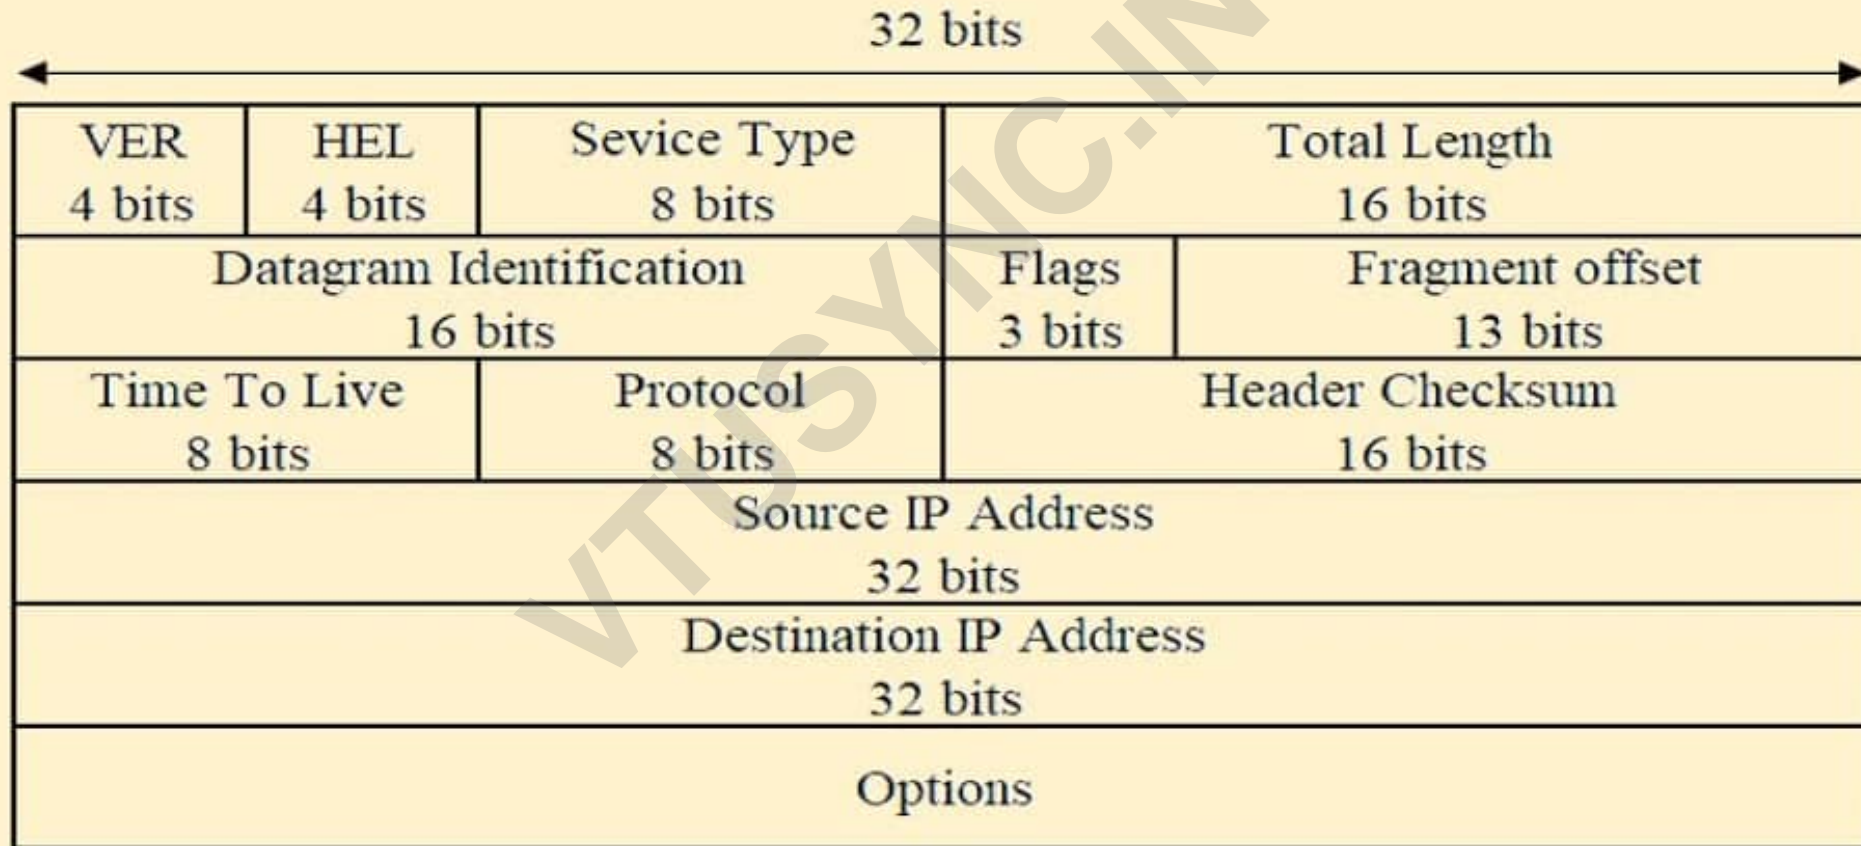 32 bits
VER
4 bits
HEL
4 bits
Sevice Type
8 bits
Total Length
16 bits
Datagram Identification
16 bits
Flags
3 bits
Fragment offset
13 bits
Time To Live
8 bits
Protocol
8 bits
Header Checksum
16 bits
Source IP Address
32 bits
Destination IP Address
32 bits
Options
VTUSYNC.IN